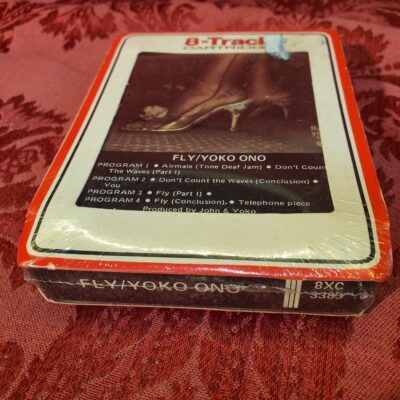 8-Track
CARTRIDGE
FLY/YOKO ONO
PROGRAM 1 • Airmale (Tone Deaf Jam) • Don't Count
The Waves (Part I)
PROGRAM 2 • Don't Count the Waves (Conclusion) •
You
PROGRAM 3 • Fly (Part I) •
PROGRAM 4 • Fly (Conclusion), • Telephone piece
Produced by John & Yoko
FLY/YOKO ONO
8XC
3380